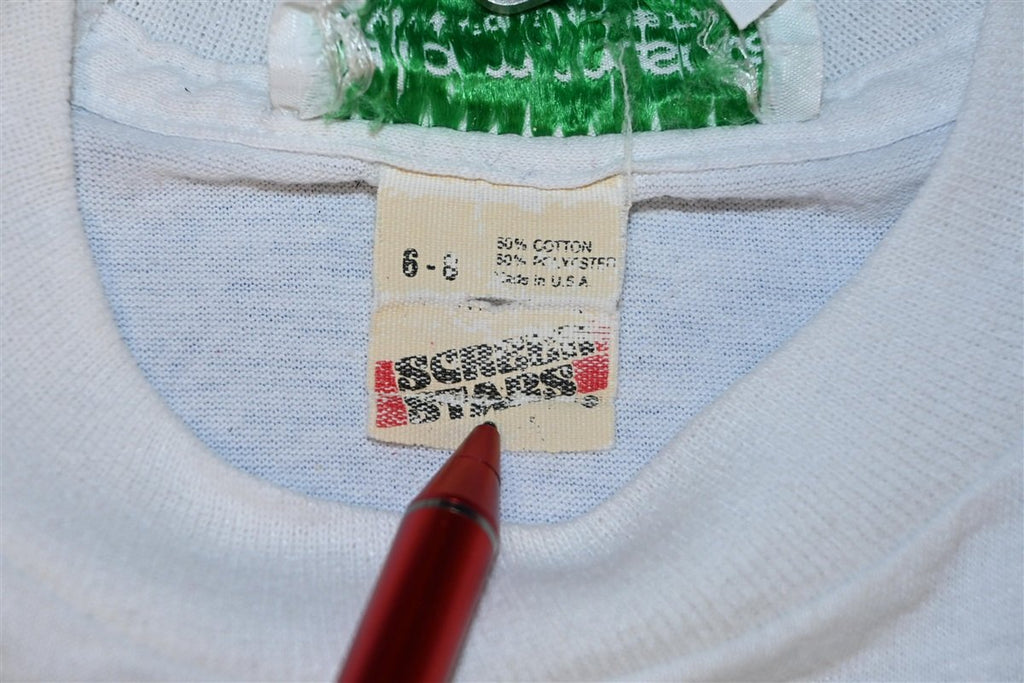 6-8
50% COTTON
50% POLYESTER
Made in U.S.A
SCREEN
STARS
®